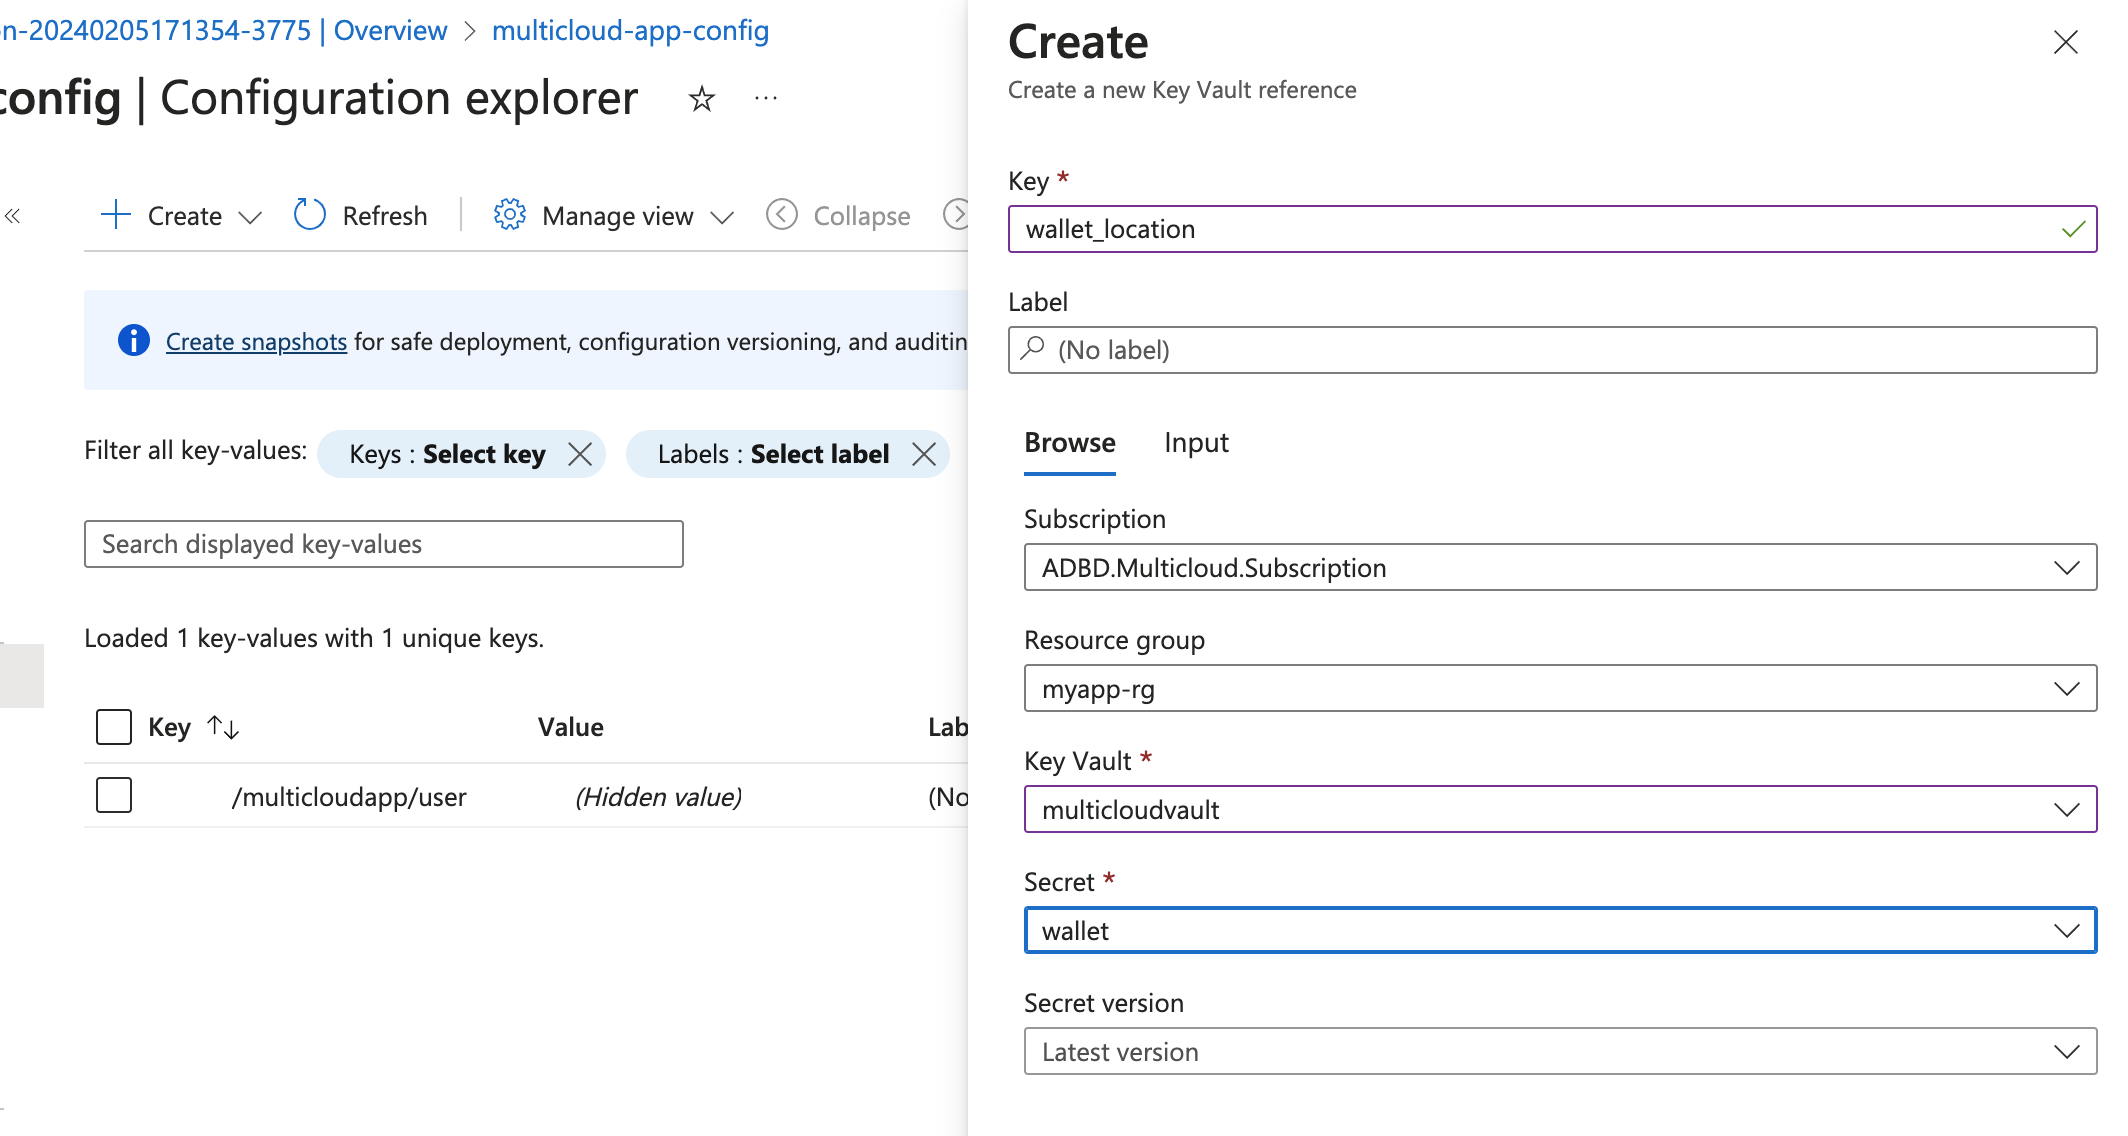 n-20240205171354-3775 | Overview > multicloud-app-config
config | Configuration explorer ☆ ...
« + Create Refresh Manage view Collapse
Create snapshots for safe deployment, configuration versioning, and auditin
Filter all key-values: Keys : Select key Labels : Select label
Search displayed key-values
Loaded 1 key-values with 1 unique keys.
Key ↑↓ Value Lab
/multicloudapp/user (Hidden value) (No
Create
Create a new Key Vault reference
Key *
wallet_location
Label
(No label)
Browse Input
Subscription
ADBD.Multicloud.Subscription
Resource group
myapp-rg
Key Vault *
multicloudvault
Secret *
wallet
Secret version
Latest version